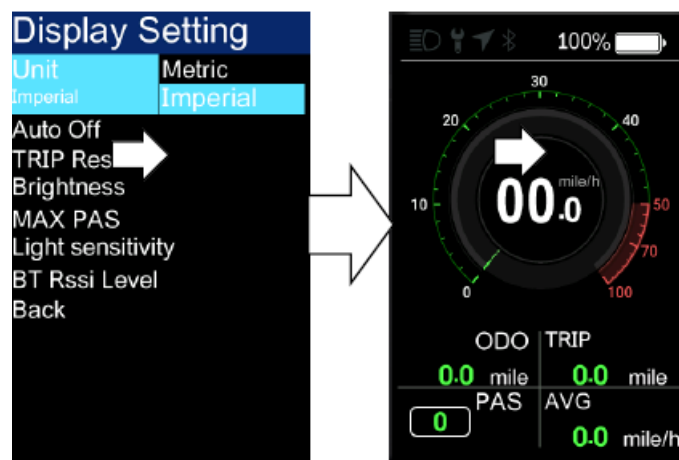 Display Setting
Unit Metric
Imperial Imperial
Auto Off
TRIP Res
Brightness
MAX PAS
Light sensitivity
BT Rssi Level
Back
100%
30
20 40
mile/h
10 00.0 50
70
0 100
ODO TRIP
0.0 mile 0.0 mile
PAS AVG
0 0.0 mile/h